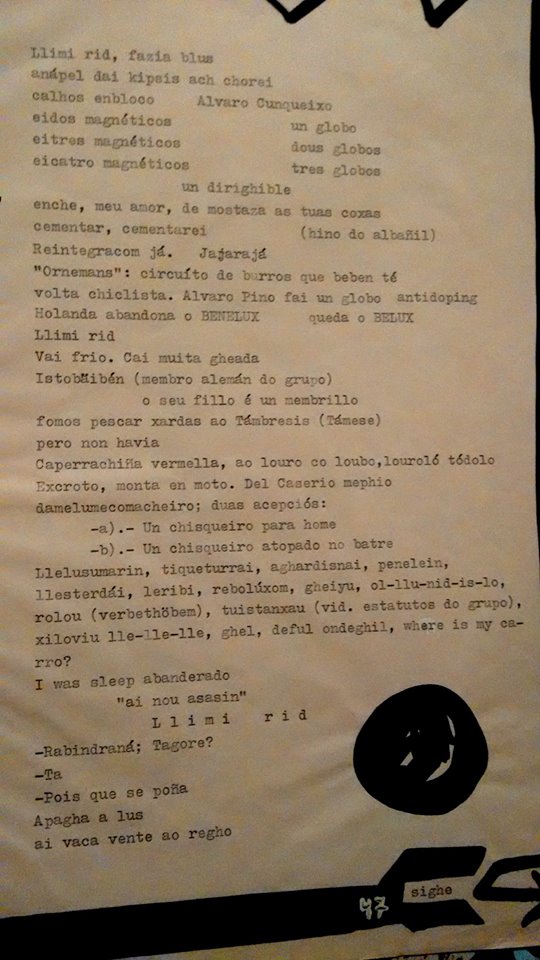 Llimi rid, fazia blus
anápel dai kipsis ach chorei
calhos enbloco Alvaro Cunqueixo
eidos magnéticos un globo
eitres magnéticos dous globos
eicatro magnéticos tres globos
un dirighible
enche, meu amor, de mostaza as tuas coxas
cementar, cementarei (hino do albañil)
Reintegracom já. Jajarajá
"Ornemans": circuíto de burros que beben té
volta chiclista. Alvaro Pino fai un globo antidoping
Holanda abandona o BENELUX queda o BELUX
Llimi rid
Vai frio. Cai muita gheada
Istobäibén (membro alemán do grupo)
o seu fillo é un membrillo
fomos pescar xardas ao Támbresis (Támese)
pero non havia
Caperrachiña vermella, ao louro co loubo,louroló tódolo
Excroto, monta en moto. Del Caserio mephio
damelumecomacheiro; duas acepciós:
-a).- Un chisqueiro para home
-b).- Un chisqueiro atopado no batre
Llelusumarin, tiqueturrai, aghardisnai, penelein,
llesterdái, leribi, rebolúxom, gheiyu, ol-llu-nid-is-lo,
rolou (verbethöbem), tuistanxau (vid. estatutos do grupo),
xiloviu lle-lle-lle, ghel, deful ondeghil, where is my ca-
rro?
I was sleep abanderado
"ai nou asasin"
Llimi rid
-Rabindraná; Tagore?
-Ta
-Pois que se poña
Apagha a lus
ai vaca vente ao regho
47 sighe